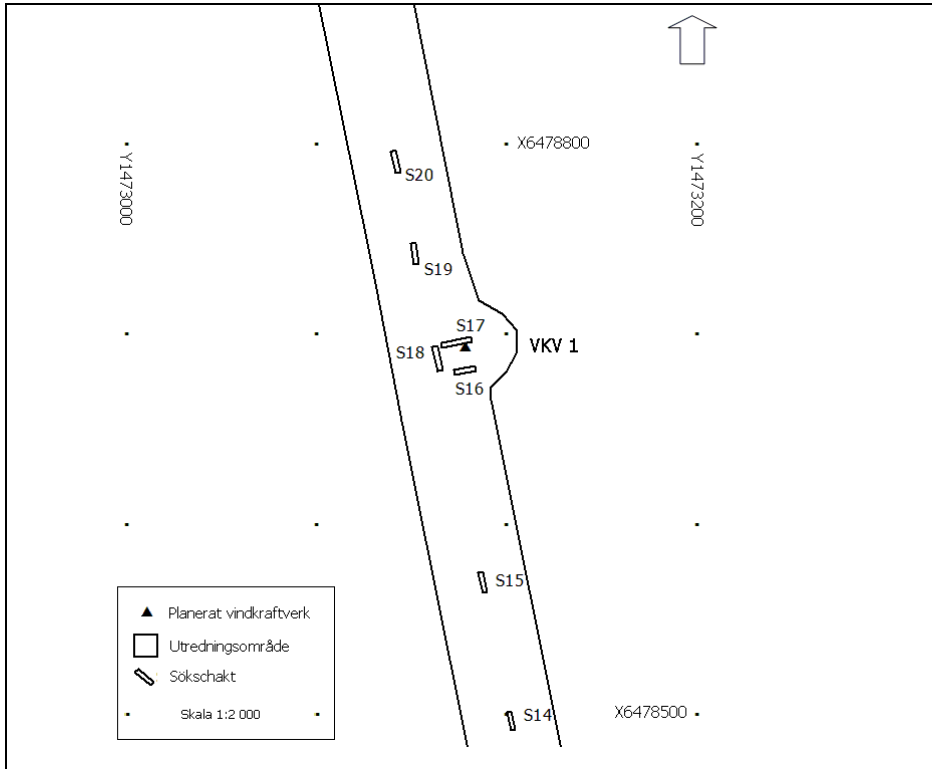 X6478800
Y1473000
Y1473200
S20
S19
S17
S18
VKV 1
S16
S15
Planerat vindkraftverk
Utredningsområde
Sökschakt
Skala 1:2 000
S14
X6478500